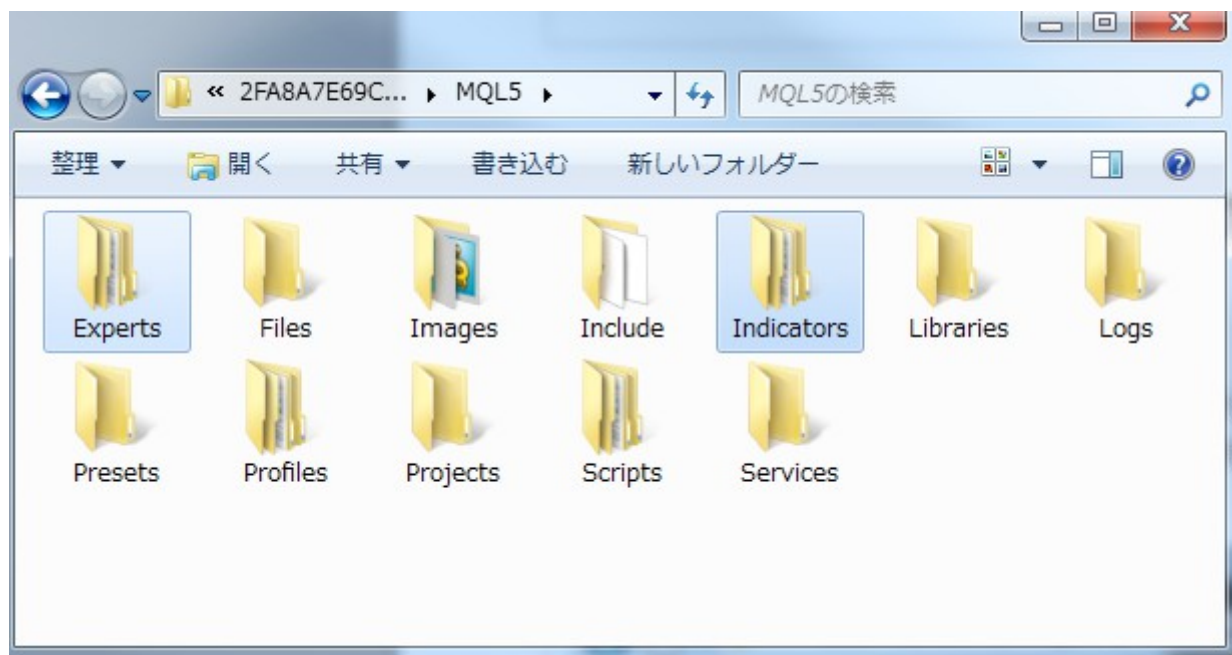 « 2FA8A7E69C... ▸ MQL5 ▸ MQL5の検索
整理 開く 共有 書き込む 新しいフォルダー
Experts Files Images Include Indicators Libraries Logs
Presets Profiles Projects Scripts Services